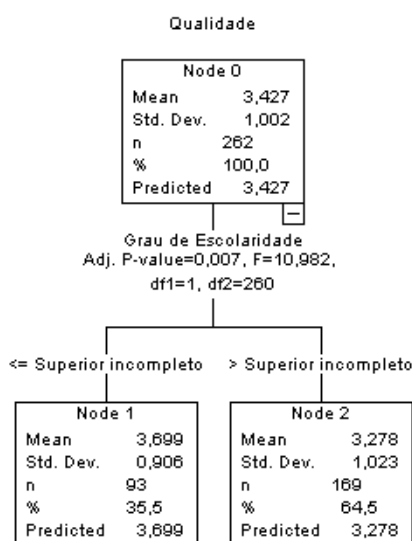 Qualidade
Node 0
Mean 3,427
Std. Dev. 1,002
n 262
% 100,0
Predicted 3,427
Grau de Escolaridade
Adj. P-value=0,007, F=10,982,
df1=1, df2=260
<= Superior incompleto
> Superior incompleto
Node 1
Mean 3,699
Std. Dev. 0,906
n 93
% 35,5
Predicted 3,699
Node 2
Mean 3,278
Std. Dev. 1,023
n 169
% 64,5
Predicted 3,278